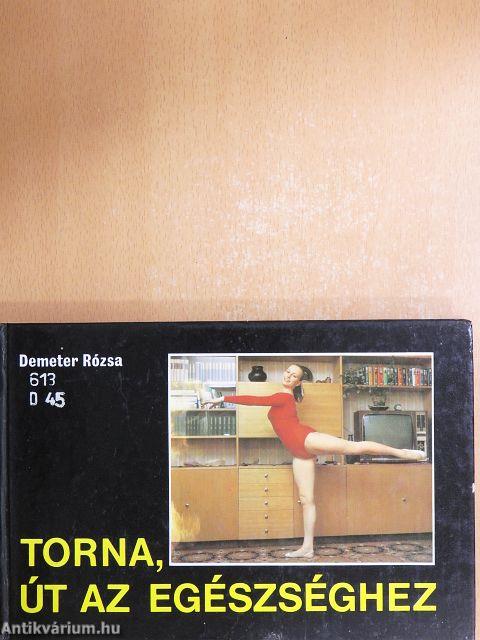 Demeter Rózsa
613
D 45
TORNA,
ÚT AZ EGÉSZSÉGHEZ
Antikvárium.hu